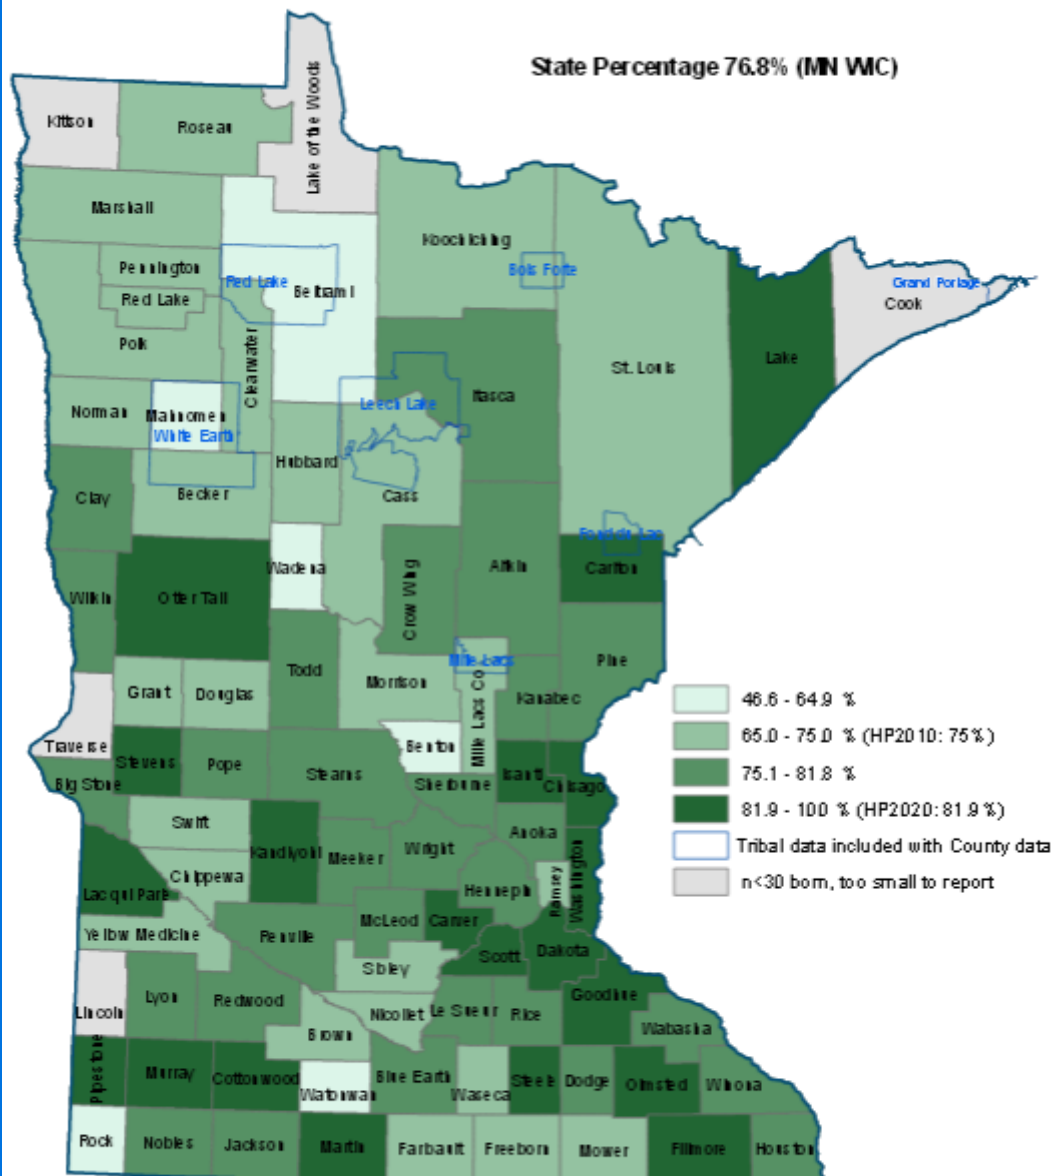 State Percentage 76.8% (MN WIC)
Kittson
Roseau
Lake of the Woods
Marshall
Koochiching
Pennington
Red Lake
Beltrami
Bois Forte
Grand Portage
Cook
Red Lake
Polk
Clearwater
St. Louis
Lake
Norman
Mahnomen
White Earth
Leech Lake
Itasca
Hubbard
Clay
Becker
Cass
Fond du Lac
Wadena
Aitkin
Carlton
Wilkin
Otter Tail
Crow Wing
Todd
Mille Lacs
Pine
Grant
Douglas
Morrison
Kanabec
Mille Lacs Co
46.6 - 64.9 %
65.0 - 75.0 % (HP2010: 75%)
75.1 - 81.8 %
81.9 - 100 % (HP2020: 81.9%)
Tribal data included with County data
n<30 born, too small to report
Traverse
Stevens
Pope
Benton
Stearns
Big Stone
Sherburne
Isanti
Chisago
Swift
Kandiyohi
Meeker
Wright
Anoka
Chippewa
Hennepin
Ramsey
Washington
Lacqui Parle
McLeod
Carver
Yellow Medicine
Renville
Scott
Dakota
Sibley
Lincoln
Lyon
Redwood
Nicollet
Le Sueur
Rice
Goodhue
Brown
Wabasha
Pipestone
Murray
Cottonwood
Watonwan
Blue Earth
Waseca
Steele
Dodge
Olmsted
Winona
Rock
Nobles
Jackson
Martin
Faribault
Freeborn
Mower
Fillmore
Houston